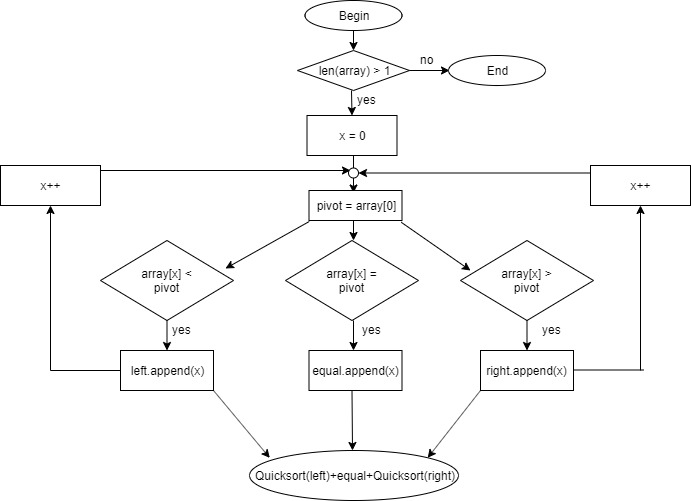 Begin
len(array) > 1
no
End
yes
x = 0
x++
x++
pivot = array[0]
array[x] <
pivot
array[x] =
pivot
array[x] >
pivot
yes
yes
yes
left.append(x)
equal.append(x)
right.append(x)
Quicksort(left)+equal+Quicksort(right)